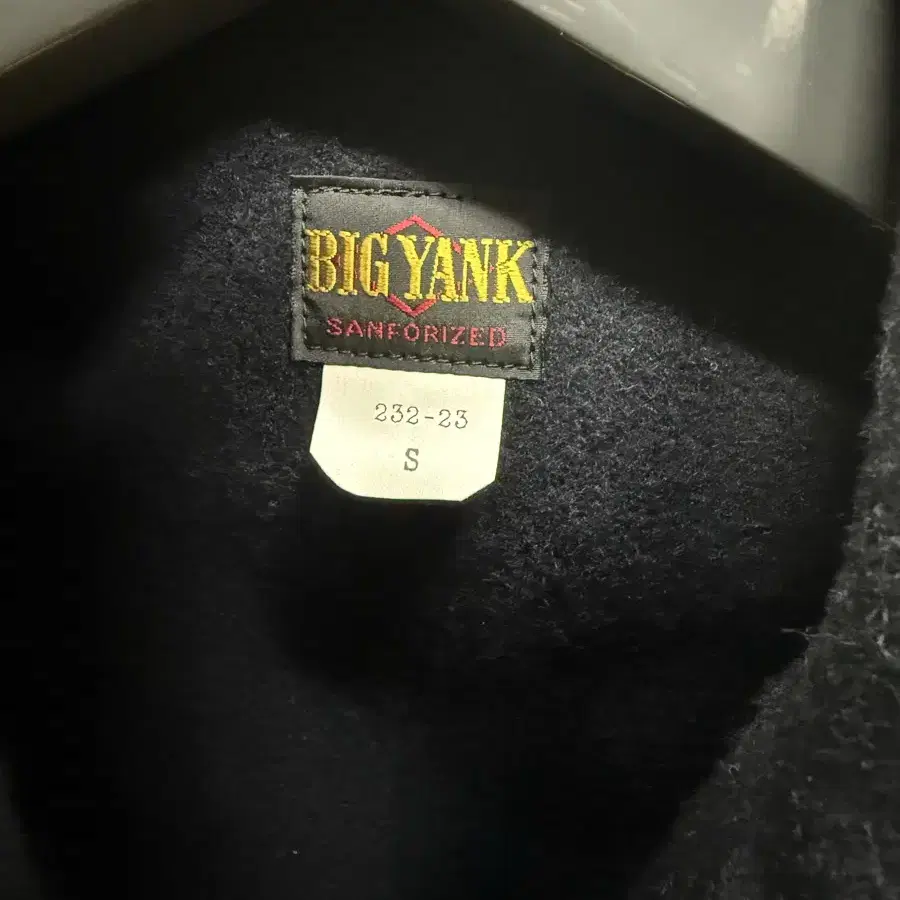 BIG YANK
SANFORIZED
232-23
S